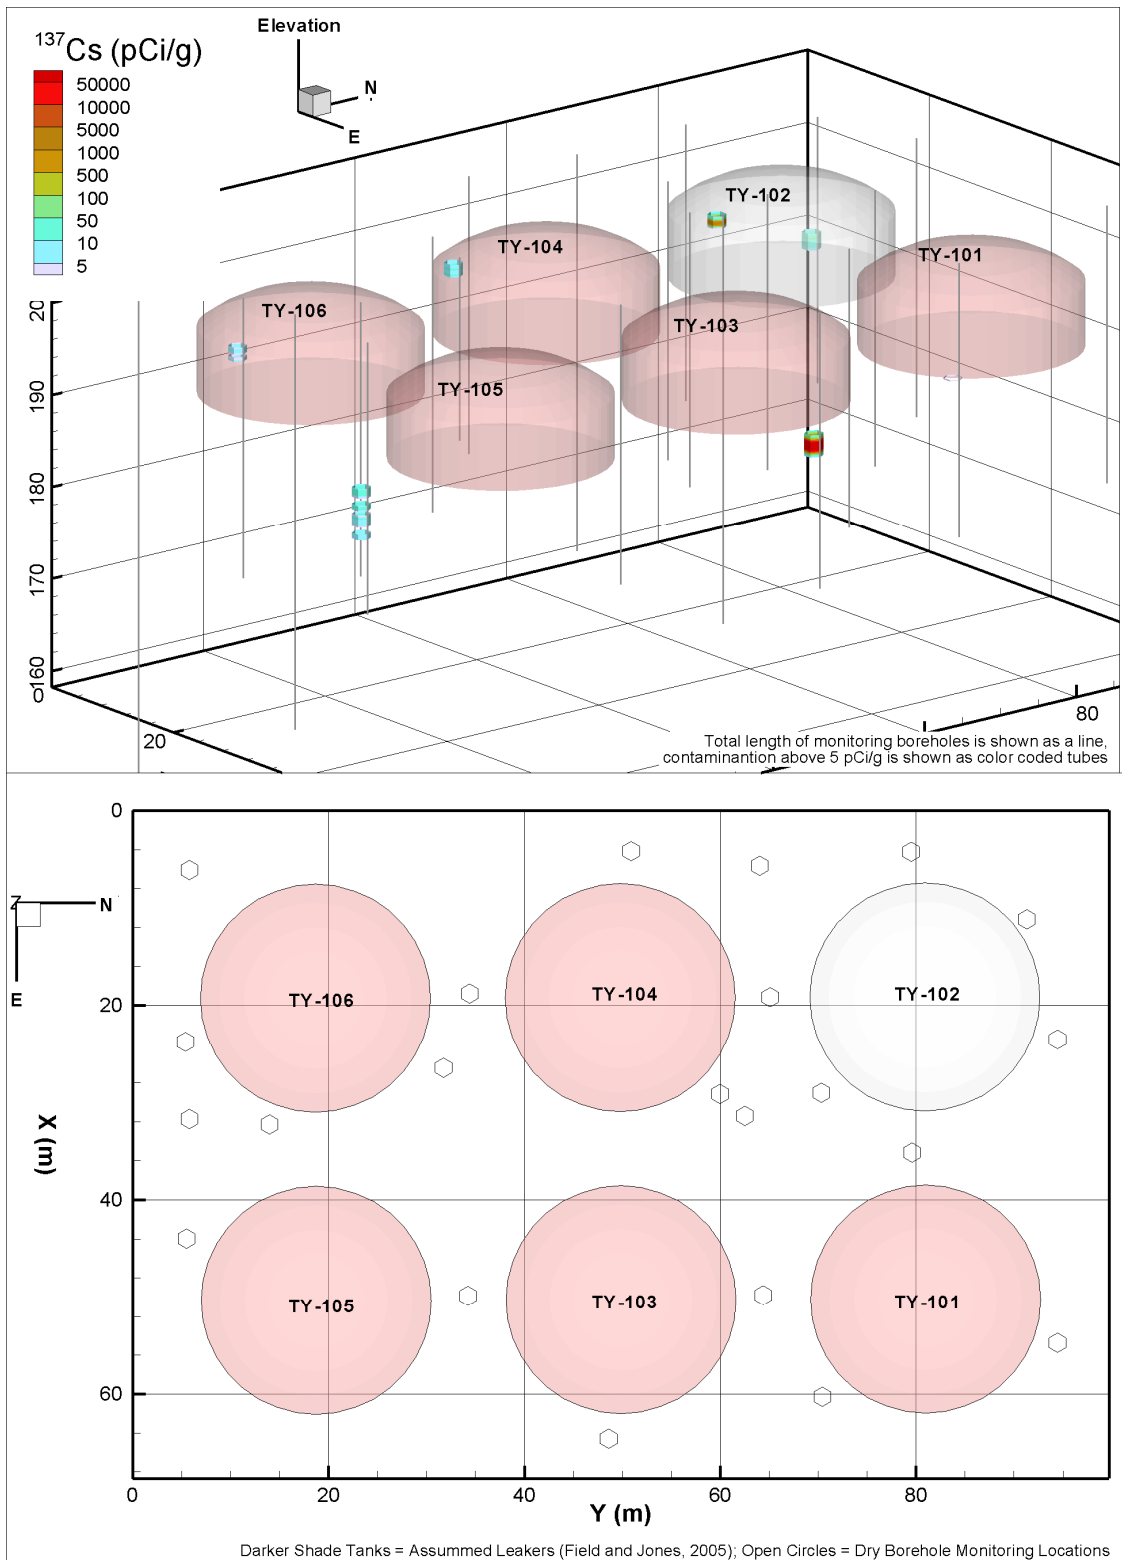 Elevation
137Cs (pCi/g)
N
E
50000
10000
5000
1000
500
100
50
10
5
TY-102
TY-104
TY-101
TY-106
TY-103
TY-105
20
190
180
170
160
0
20
80
Total length of monitoring boreholes is shown as a line,
contaminantion above 5 pCi/g is shown as color coded tubes
0
Z
N
E
TY-106
TY-104
TY-102
20
X (m)
40
TY-105
TY-103
TY-101
60
0
20
40
60
80
Y (m)
Darker Shade Tanks = Assummed Leakers (Field and Jones, 2005); Open Circles = Dry Borehole Monitoring Locations